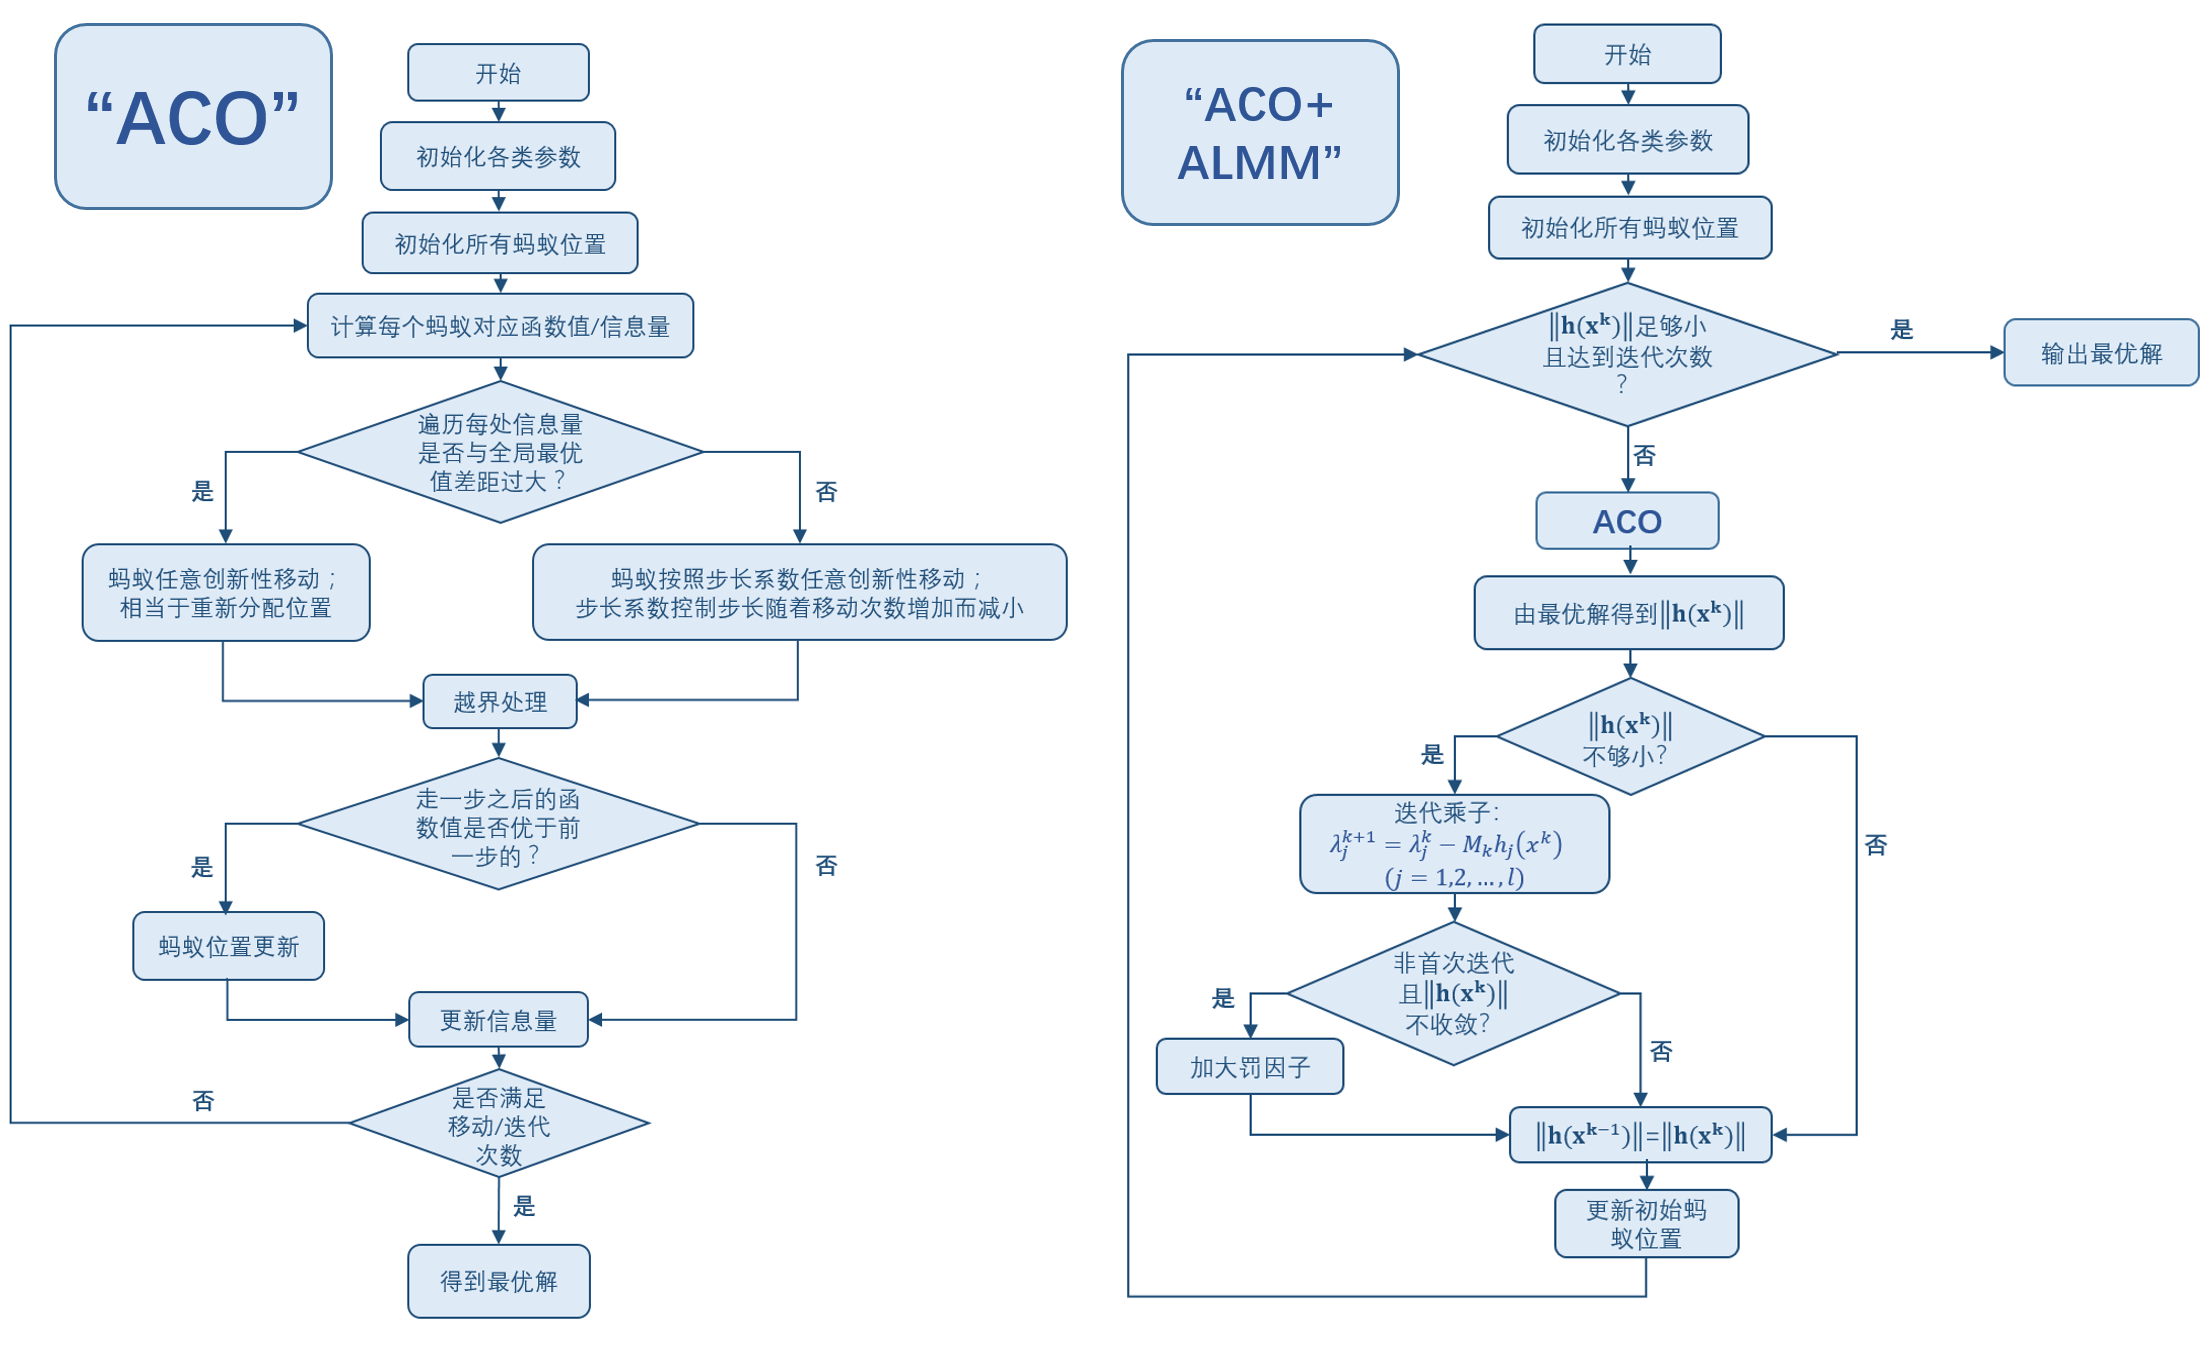 “ACO”
开始
初始化各类参数
初始化所有蚂蚁位置
计算每个蚂蚁对应函数值/信息量
遍历每处信息量
是否与全局最优
值差距过大？
是
否
蚂蚁任意创新性移动；
相当于重新分配位置
蚂蚁按照步长系数任意创新性移动；
步长系数控制步长随着移动次数增加而减小
越界处理
走一步之后的函
数值是否优于前
一步的？
是
否
蚂蚁位置更新
更新信息量
是否满足
移动/迭代
次数
否
是
得到最优解
“ACO+
ALMM”
开始
初始化各类参数
初始化所有蚂蚁位置
‖h(x^k)‖足够小
且达到迭代次数
？
是
输出最优解
否
ACO
由最优解得到‖h(x^k)‖
‖h(x^k)‖
不够小?
是
否
迭代乘子:
λ_j^{k+1} = λ_j^k − M_k h_j(x^k)
(j = 1,2, … , l)
非首次迭代
且‖h(x^k)‖
不收敛?
是
否
加大罚因子
‖h(x^{k−1})‖=‖h(x^k)‖
更新初始蚂
蚁位置